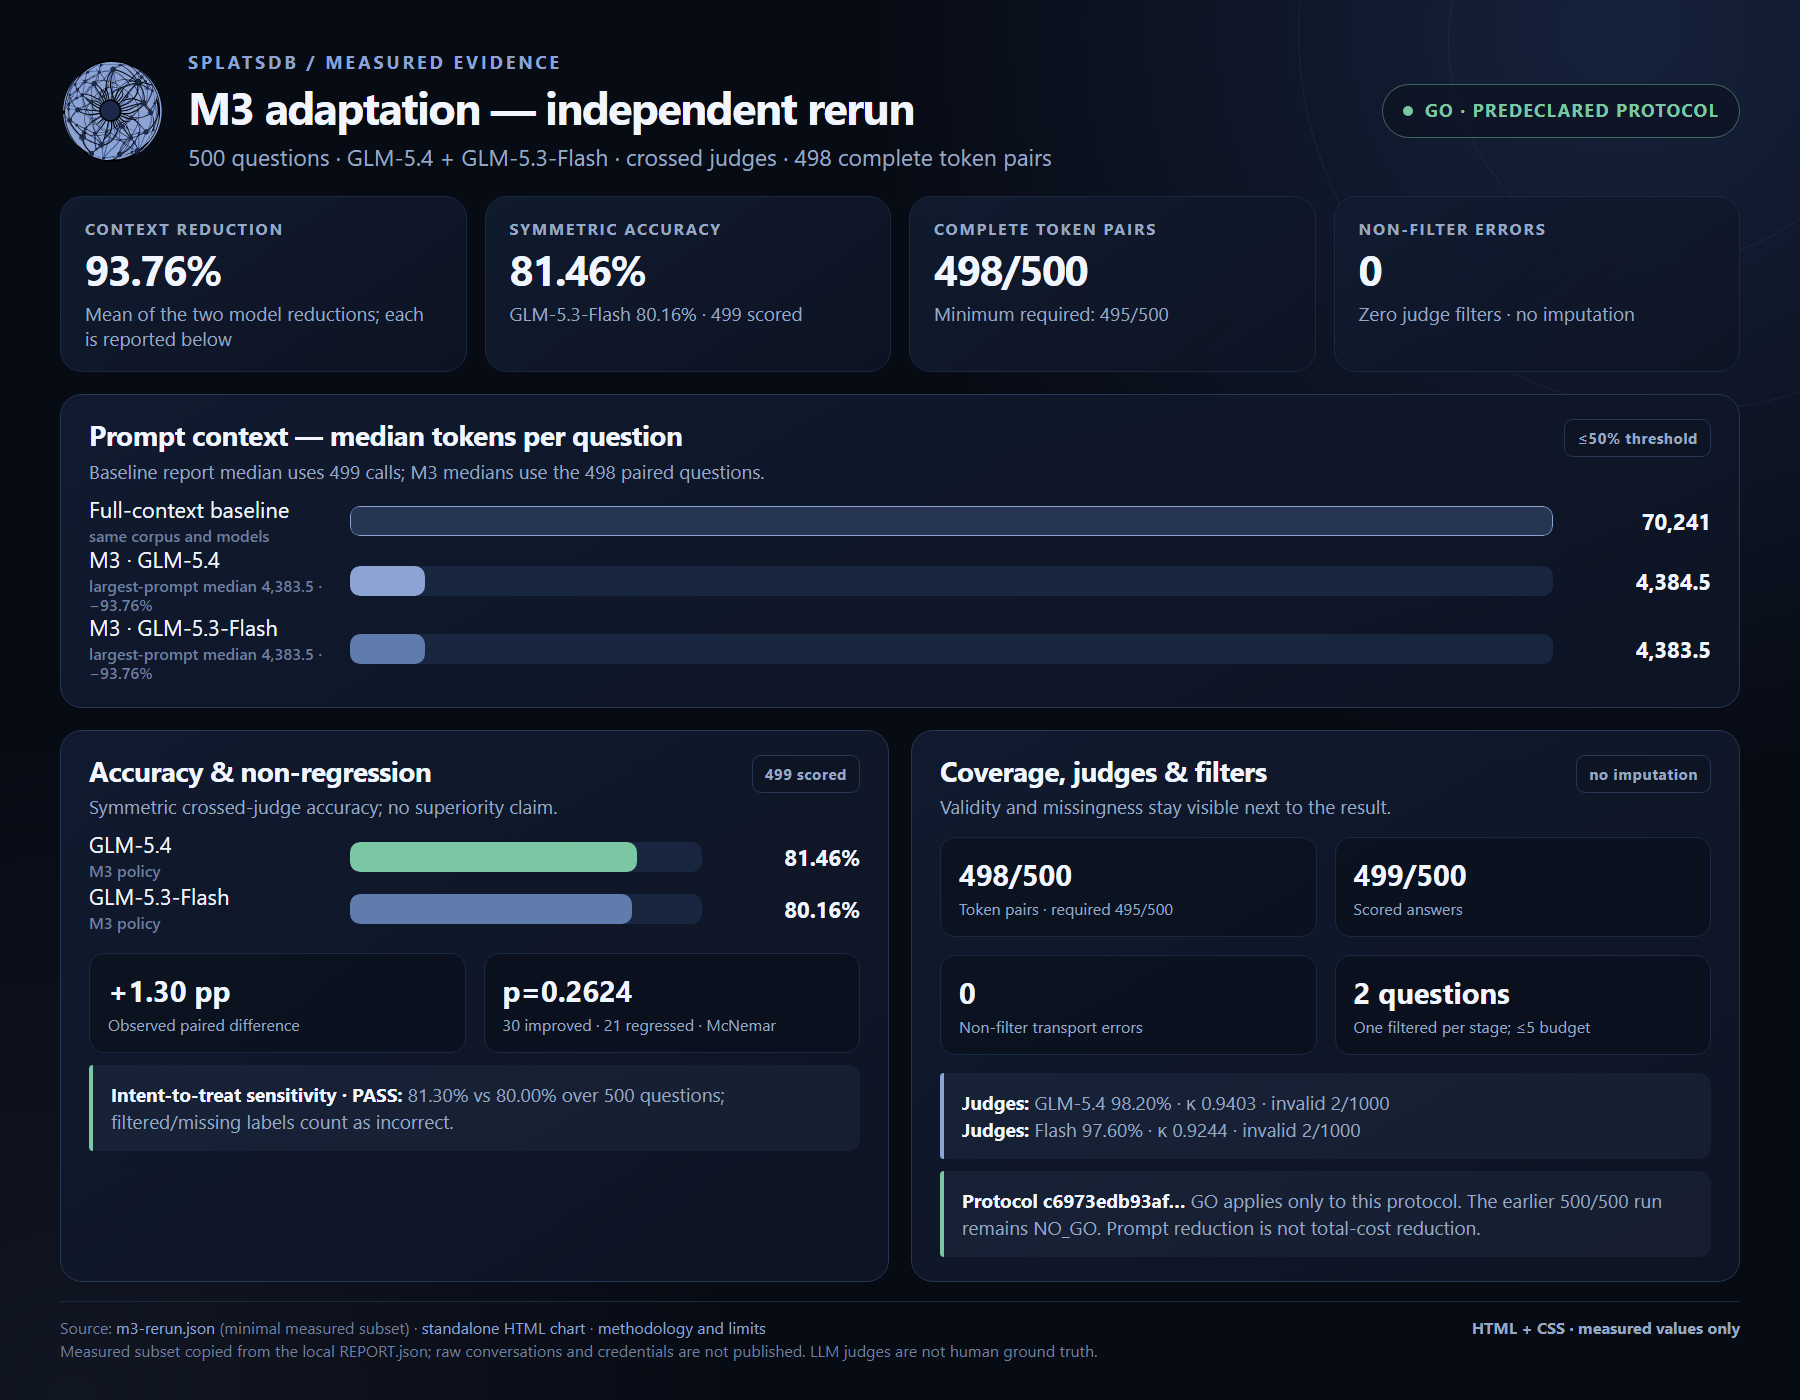 SPLATSDB / MEASURED EVIDENCE
M3 adaptation — independent rerun
500 questions · GLM-5.4 + GLM-5.3-Flash · crossed judges · 498 complete token pairs
GO · PREDECLARED PROTOCOL
CONTEXT REDUCTION
93.76%
Mean of the two model reductions; each
is reported below
SYMMETRIC ACCURACY
81.46%
GLM-5.3-Flash 80.16% · 499 scored
COMPLETE TOKEN PAIRS
498/500
Minimum required: 495/500
NON-FILTER ERRORS
0
Zero judge filters · no imputation
Prompt context — median tokens per question
≤50% threshold
Baseline report median uses 499 calls; M3 medians use the 498 paired questions.
Full-context baseline
same corpus and models
70,241
M3 · GLM-5.4
largest-prompt median 4,383.5 ·
−93.76%
4,384.5
M3 · GLM-5.3-Flash
largest-prompt median 4,383.5 ·
−93.76%
4,383.5
Accuracy & non-regression
499 scored
Symmetric crossed-judge accuracy; no superiority claim.
GLM-5.4
M3 policy
81.46%
GLM-5.3-Flash
M3 policy
80.16%
+1.30 pp
Observed paired difference
p=0.2624
30 improved · 21 regressed · McNemar
Intent-to-treat sensitivity · PASS: 81.30% vs 80.00% over 500 questions;
filtered/missing labels count as incorrect.
Coverage, judges & filters
no imputation
Validity and missingness stay visible next to the result.
498/500
Token pairs · required 495/500
499/500
Scored answers
0
Non-filter transport errors
2 questions
One filtered per stage; ≤5 budget
Judges: GLM-5.4 98.20% · κ 0.9403 · invalid 2/1000
Judges: Flash 97.60% · κ 0.9244 · invalid 2/1000
Protocol c6973edb93af… GO applies only to this protocol. The earlier 500/500 run
remains NO_GO. Prompt reduction is not total-cost reduction.
Source: m3-rerun.json (minimal measured subset) · standalone HTML chart · methodology and limits
HTML + CSS · measured values only
Measured subset copied from the local REPORT.json; raw conversations and credentials are not published. LLM judges are not human ground truth.